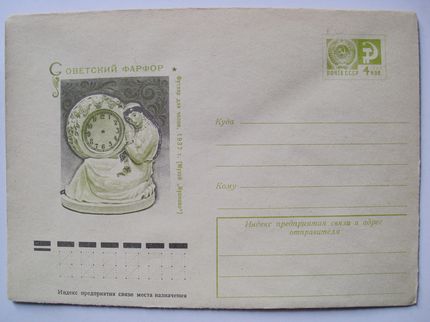 Советский фарфор
Футляр для часов. 1937 г. (Музей „Кусково“)
ПОЧТА СССР
4 КОП
Куда
Кому
Индекс предприятия связи и адрес
отправителя
Индекс предприятия связи места назначения